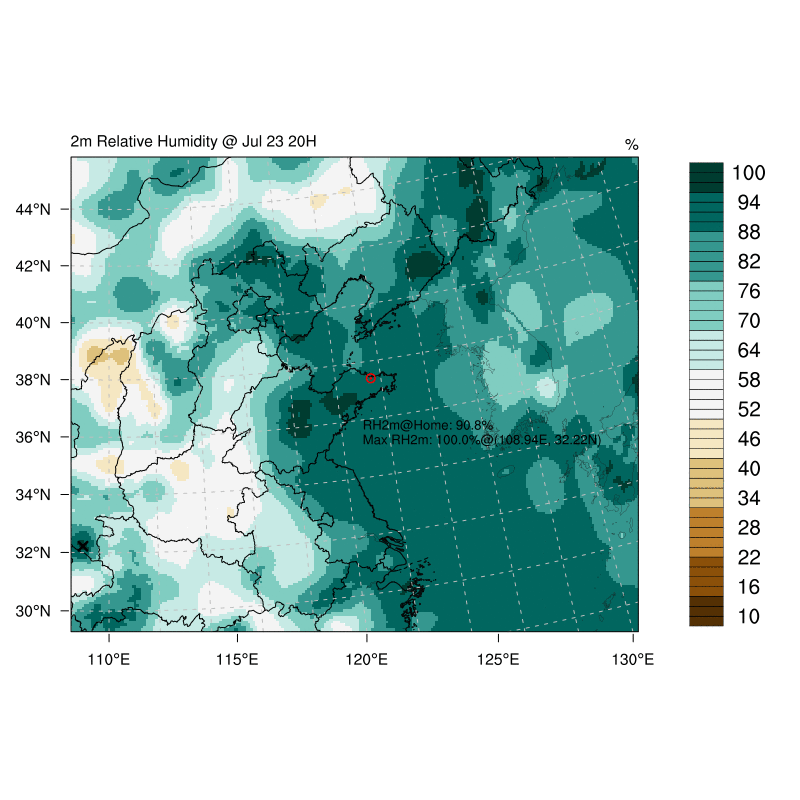 2m Relative Humidity @ Jul 23 20H
%
44°N
42°N
40°N
38°N
36°N
34°N
32°N
30°N
110°E
115°E
120°E
125°E
130°E
RH2m@Home: 90.8%
Max RH2m: 100.0%@(108.94E, 32.22N)
100
94
88
82
76
70
64
58
52
46
40
34
28
22
16
10